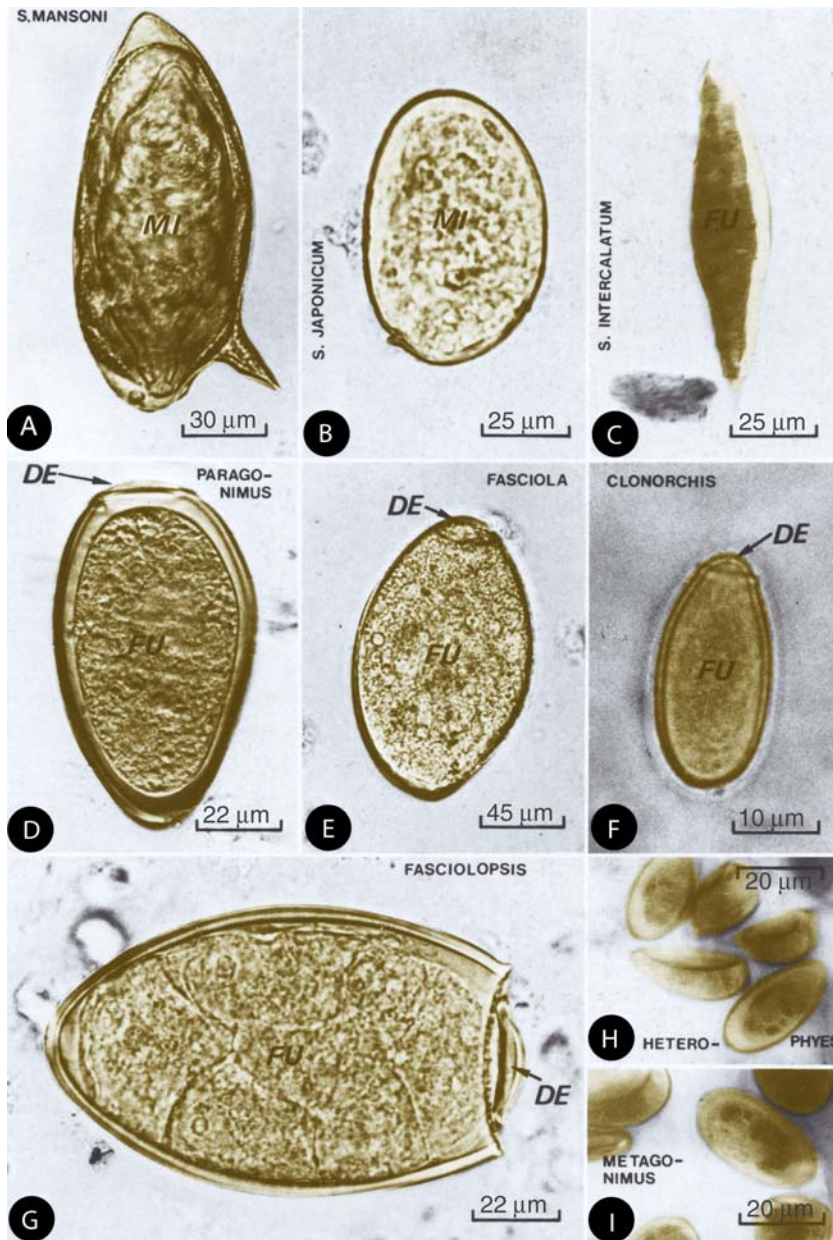 S.MANSONI
MI
A
30 µm
S. JAPONICUM
MI
B
25 µm
S. INTERCALATUM
FU
C
25 µm
DE
PARAGO-
NIMUS
FU
D
22 µm
FASCIOLA
DE
FU
E
45 µm
CLONORCHIS
DE
FU
F
10 µm
FASCIOLOPSIS
FU
DE
G
22 µm
20 µm
H
HETERO- PHYES
METAGO-
NIMUS
I
20 µm